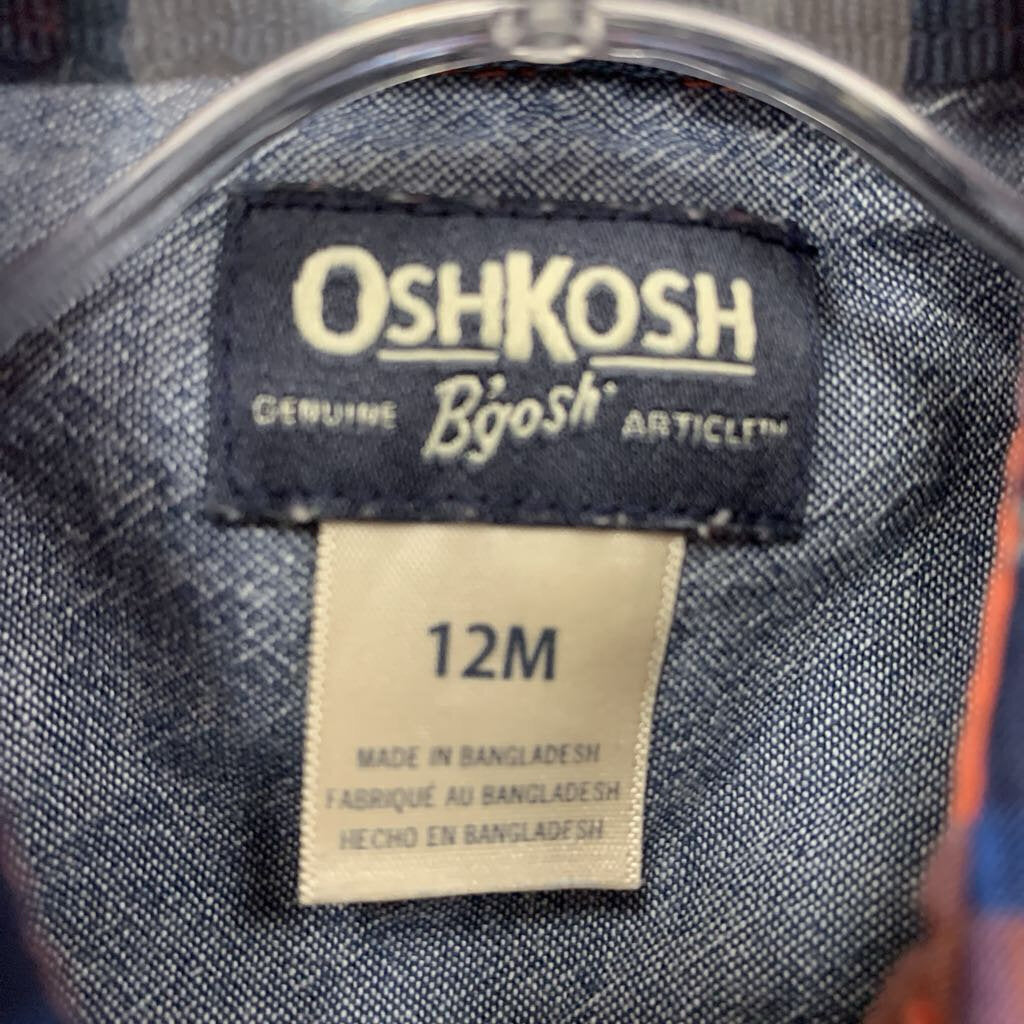 OSHKOSH
GENUINE B'gosh ARTICLE™
12M
MADE IN BANGLADESH
FABRIQUÉ AU BANGLADESH
HECHO EN BANGLADESH